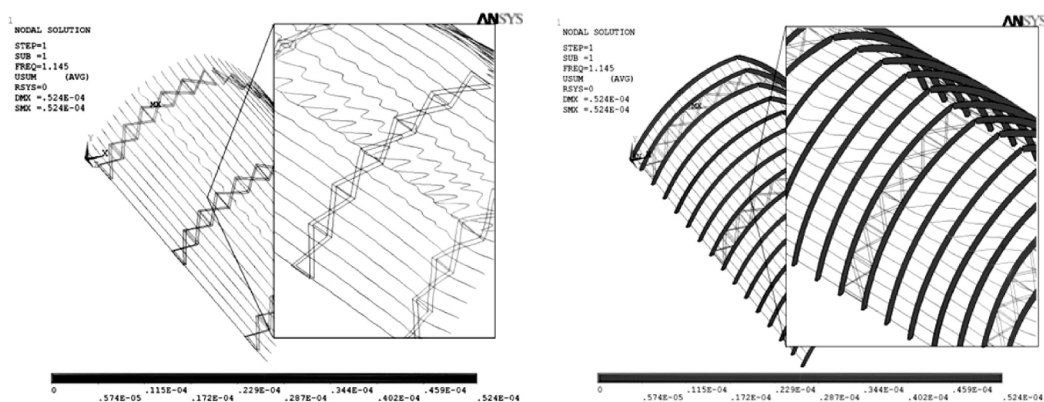 1
ANSYS
NODAL SOLUTION
STEP=1
SUB =1
FREQ=1.145
USUM (AVG)
RSYS=0
DMX =.524E-04
SMX =.524E-04
MX
X
0 .115E-04 .229E-04 .344E-04 .459E-04
.574E-05 .172E-04 .287E-04 .402E-04 .524E-04
1
ANSYS
NODAL SOLUTION
STEP=1
SUB =1
FREQ=1.145
USUM (AVG)
RSYS=0
DMX =.524E-04
SMX =.524E-04
MX
0 .115E-04 .229E-04 .344E-04 .459E-04
.574E-05 .172E-04 .287E-04 .402E-04 .524E-04